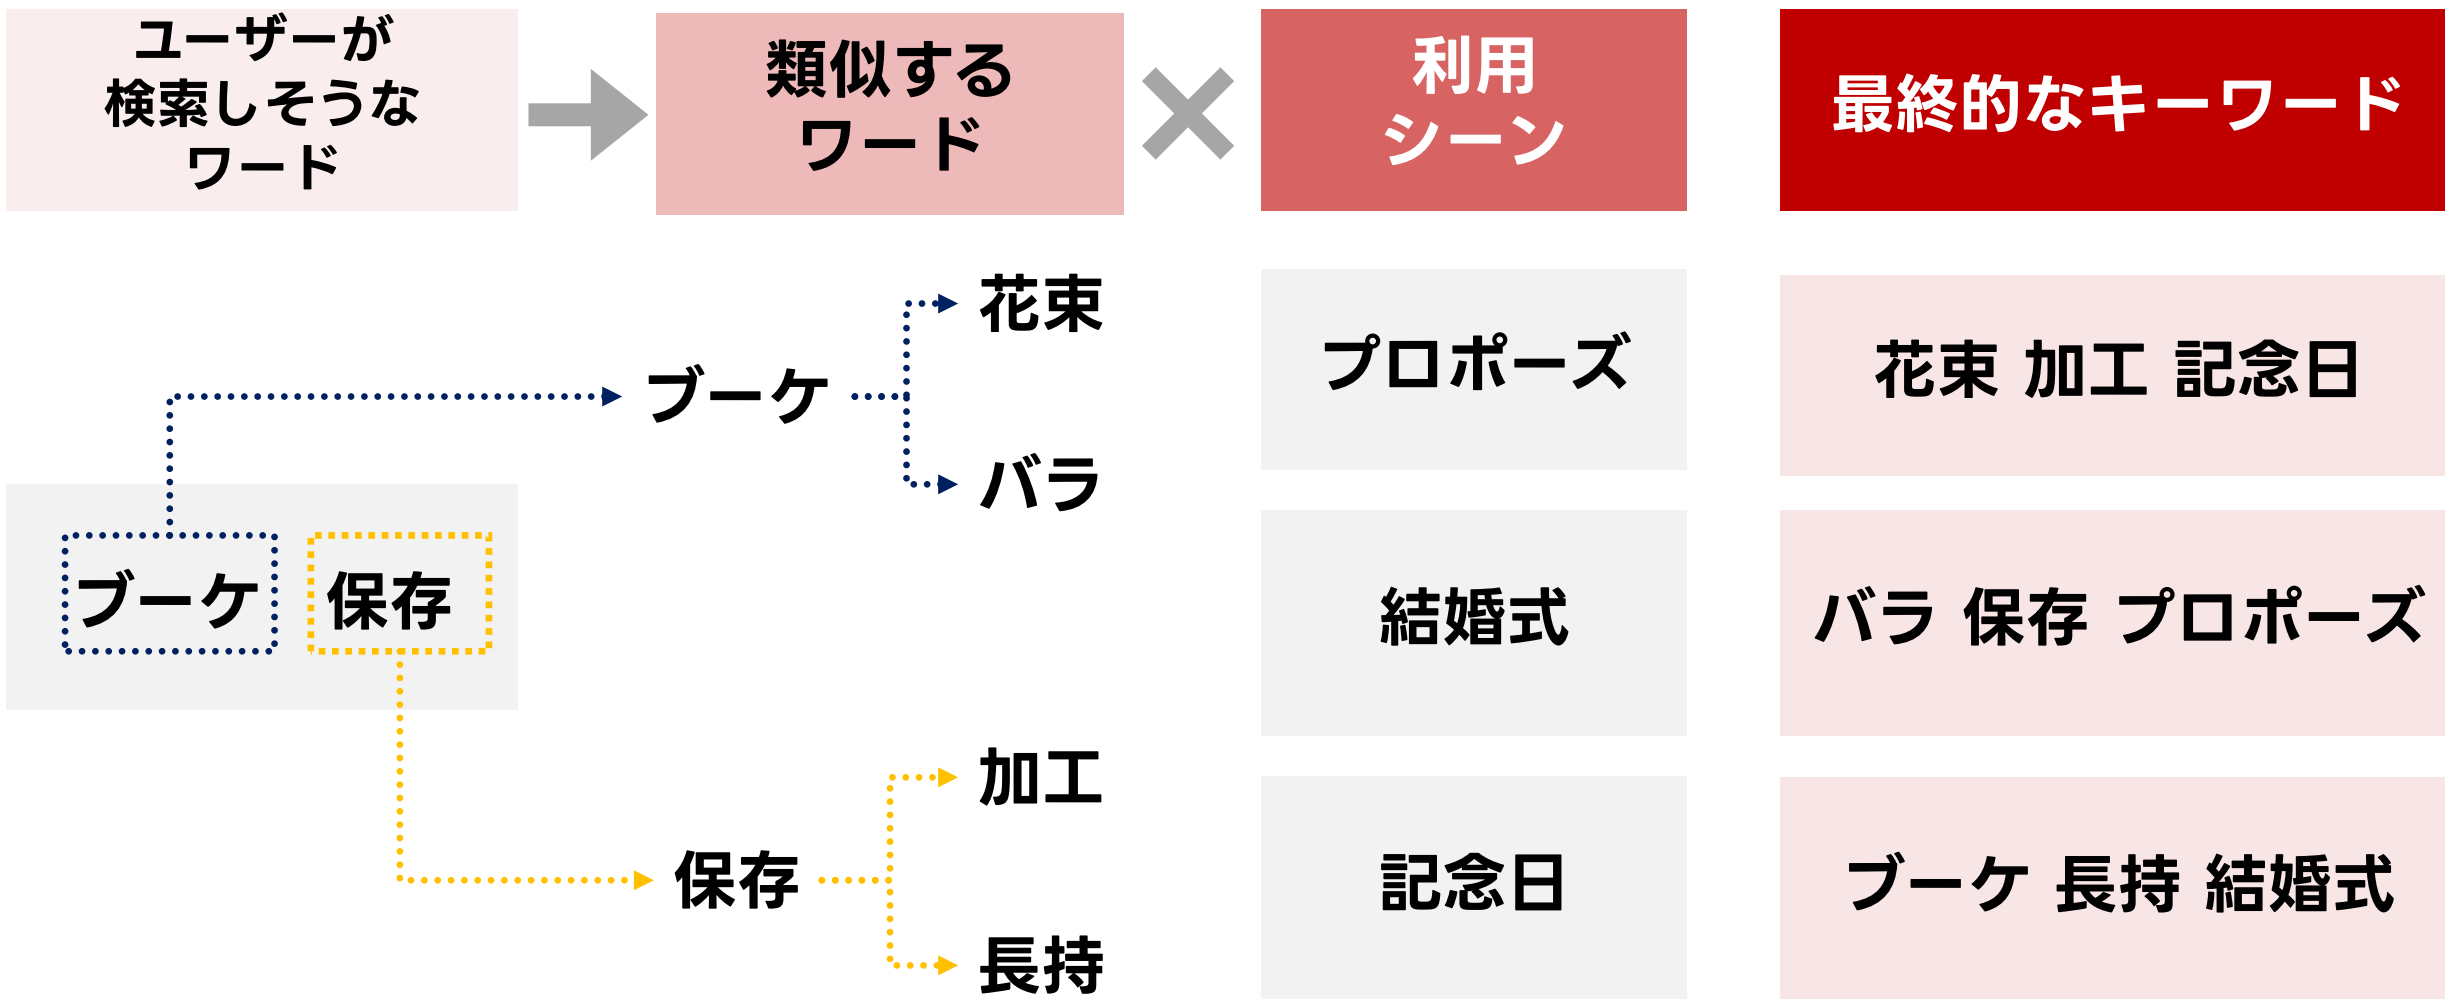 ユーザーが
検索しそうな
ワード
類似する
ワード
利用
シーン
最終的なキーワード
花束
ブーケ
バラ
ブーケ 保存
加工
保存
長持
プロポーズ
結婚式
記念日
花束 加工 記念日
バラ 保存 プロポーズ
ブーケ 長持 結婚式